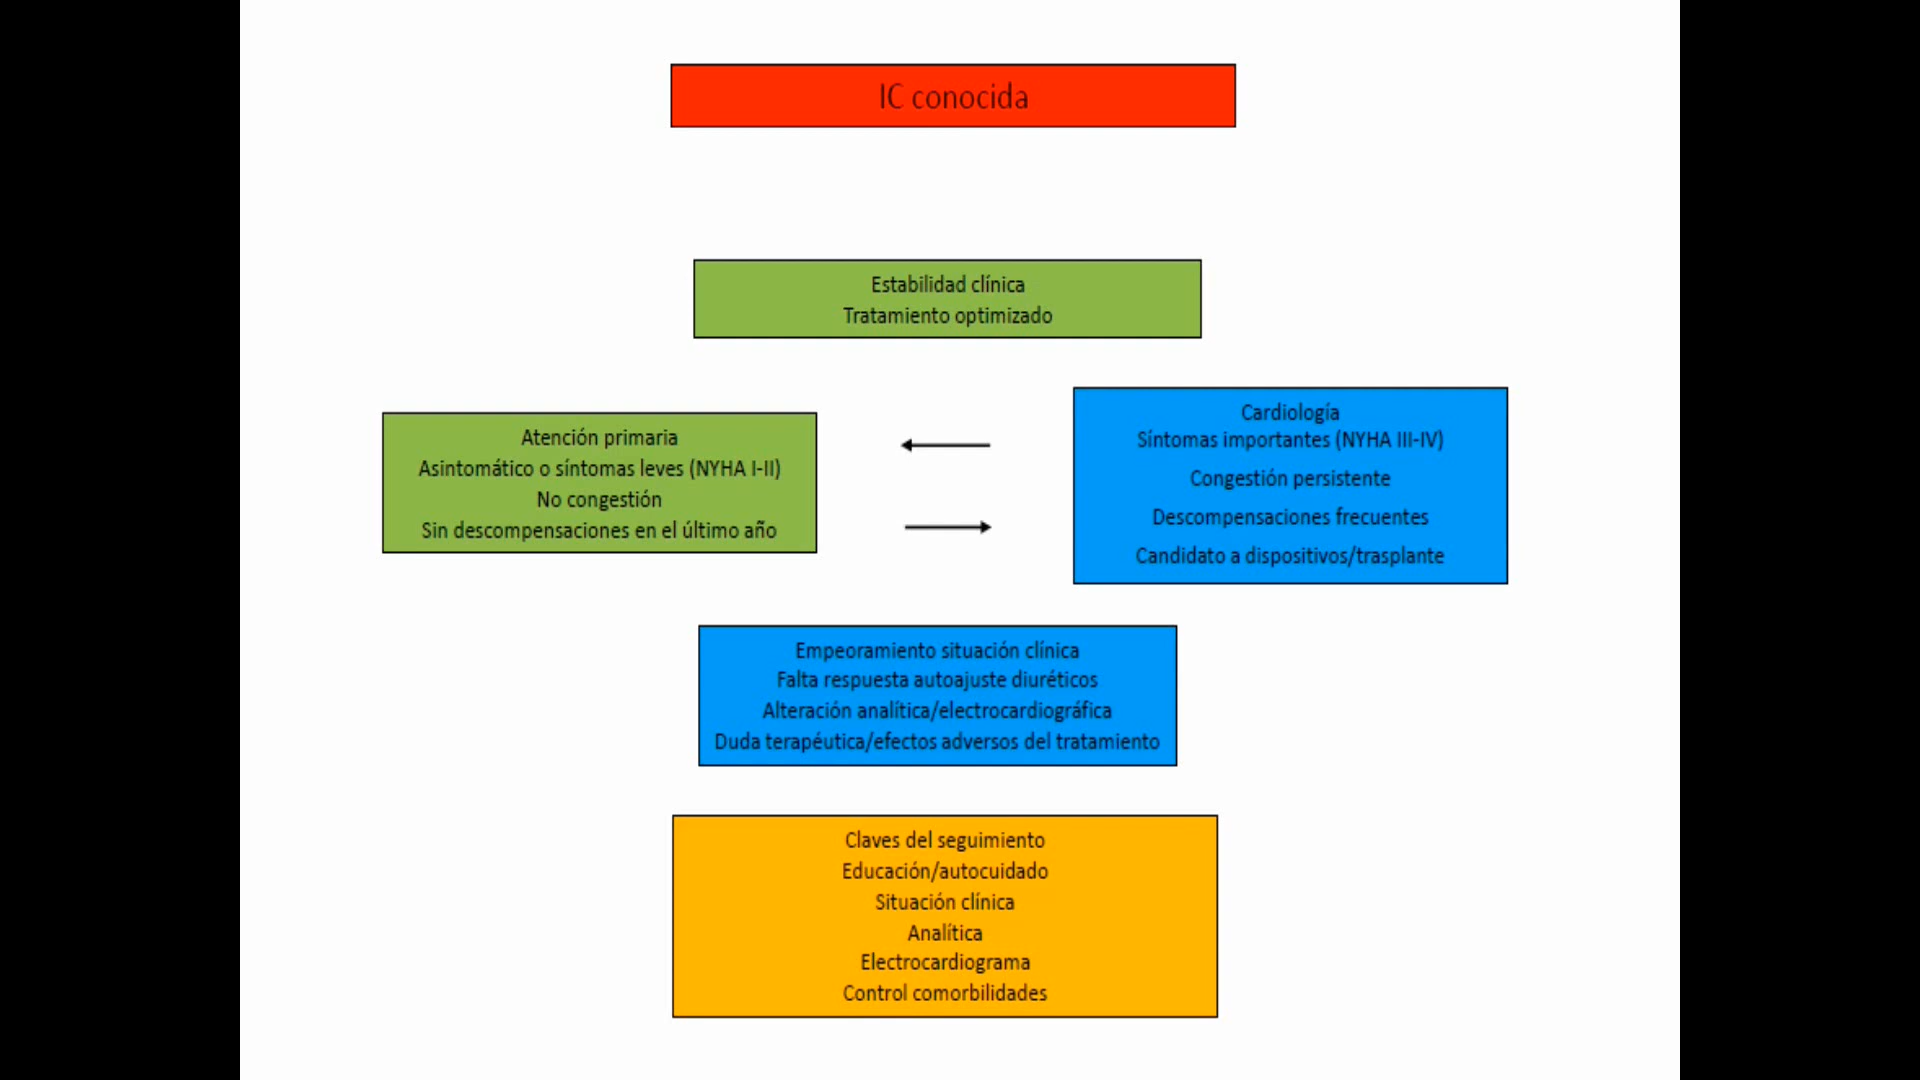 IC conocida
Estabilidad clínica
Tratamiento optimizado
Atención primaria
Asintomático o síntomas leves (NYHA I-II)
No congestión
Sin descompensaciones en el último año
Cardiología
Síntomas importantes (NYHA III-IV)
Congestión persistente
Descompensaciones frecuentes
Candidato a dispositivos/trasplante
Empeoramiento situación clínica
Falta respuesta autoajuste diuréticos
Alteración analítica/electrocardiográfica
Duda terapéutica/efectos adversos del tratamiento
Claves del seguimiento
Educación/autocuidado
Situación clínica
Analítica
Electrocardiograma
Control comorbilidades